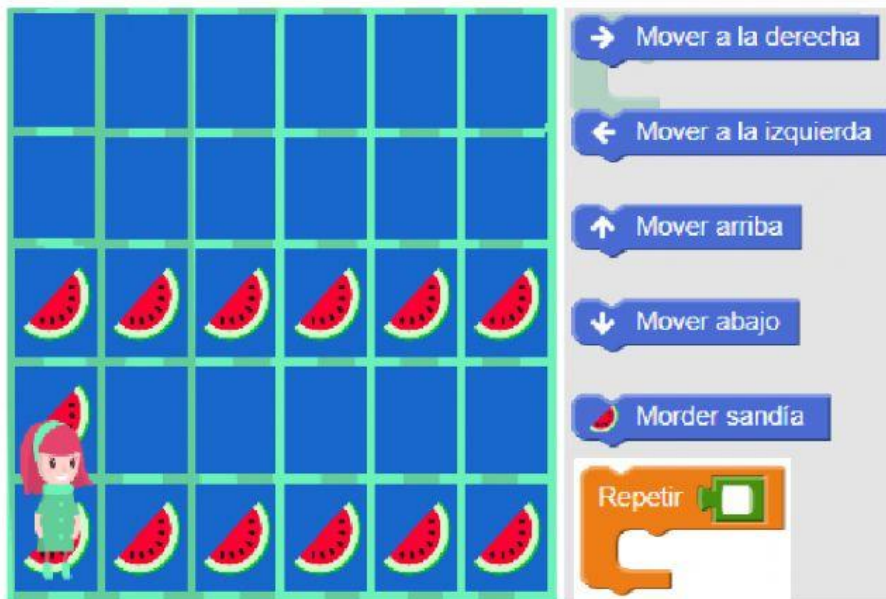 Mover a la derecha
Mover a la izquierda
Mover arriba
Mover abajo
Morder sandía
Repetir